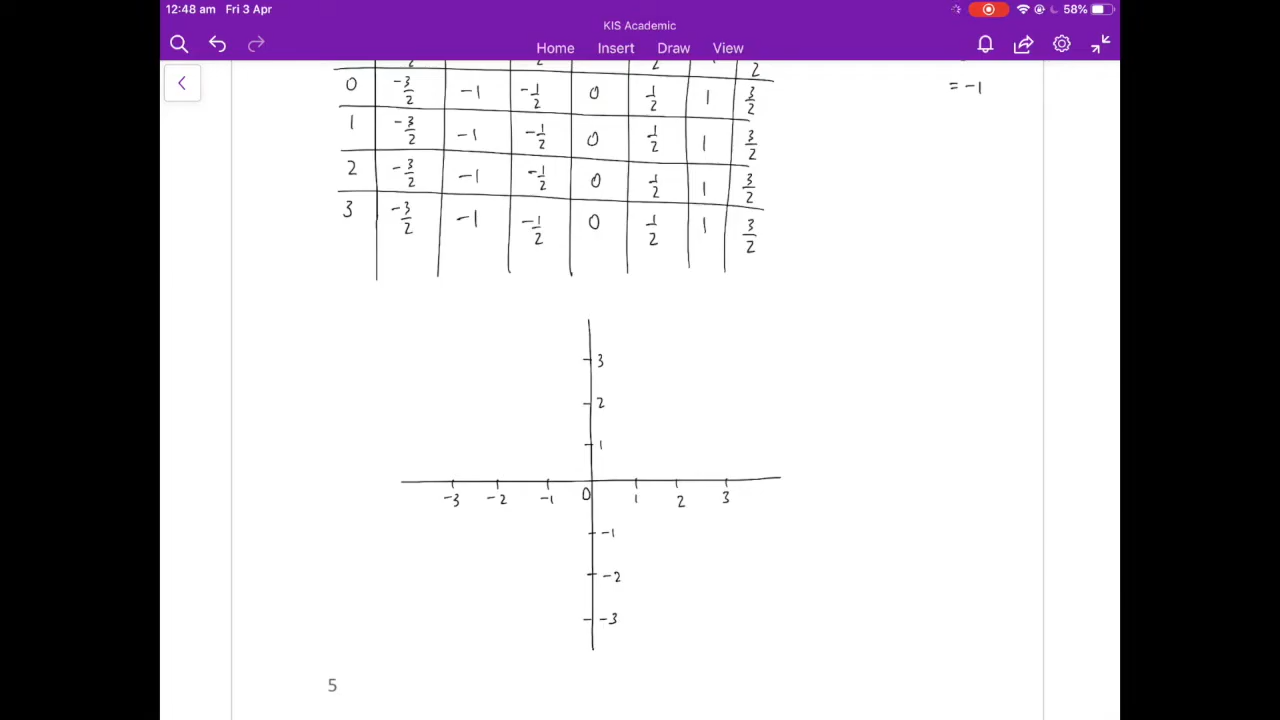 12:48 am Fri 3 Apr 58%
KIS Academic
Home Insert Draw View
2 2 2 2
= -1
0 -3/2 -1 -1/2 0 1/2 1 3/2
1 -3/2 -1 -1/2 0 1/2 1 3/2
2 -3/2 -1 -1/2 0 1/2 1 3/2
3 -3/2 -1 -1/2 0 1/2 1 3/2
3
2
1
-3 -2 -1 0 1 2 3
-1
-2
-3
5